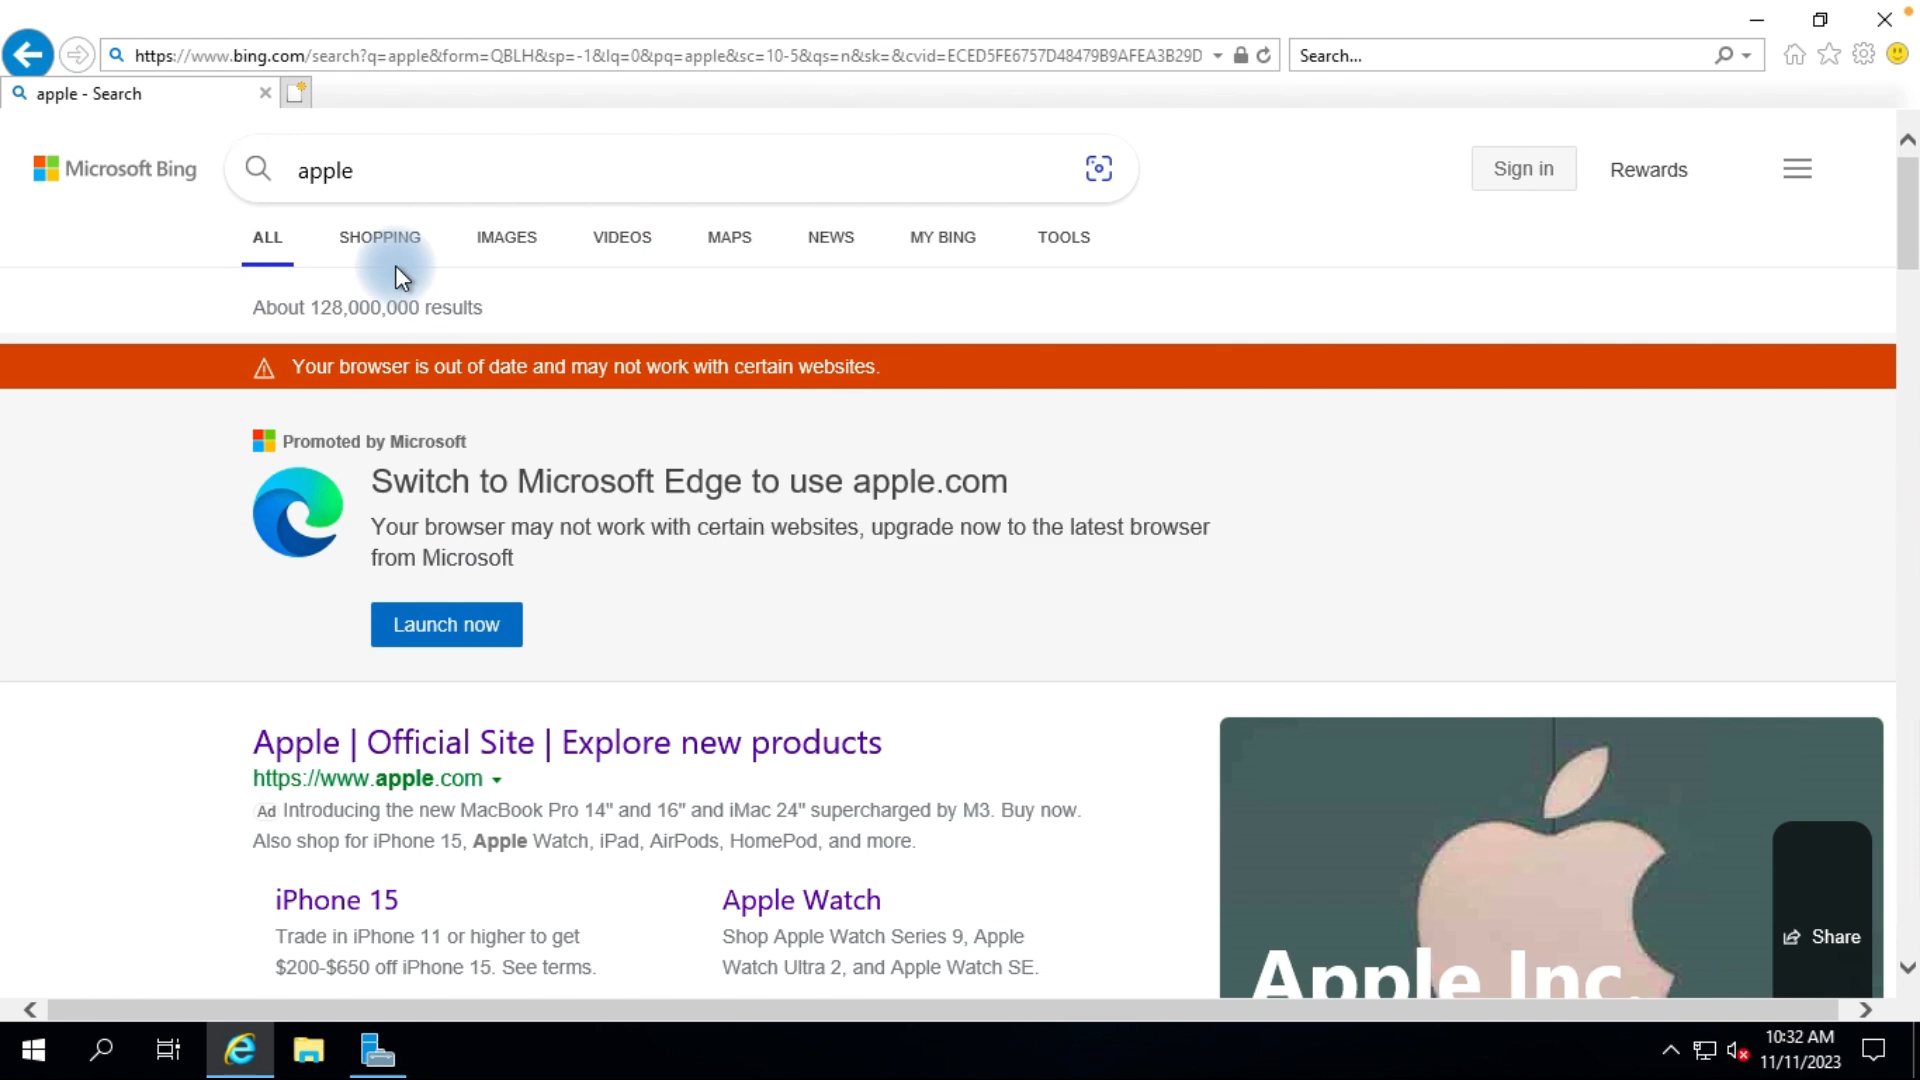 https://www.bing.com/search?q=apple&form=QBLH&sp=-1&lq=0&pq=apple&sc=10-5&qs=n&sk=&cvid=ECED5FE6757D48479B9AFEA3B29D
Search...
apple - Search
Microsoft Bing
apple
Sign in
Rewards
ALL
SHOPPING
IMAGES
VIDEOS
MAPS
NEWS
MY BING
TOOLS
About 128,000,000 results
Your browser is out of date and may not work with certain websites.
Promoted by Microsoft
Switch to Microsoft Edge to use apple.com
Your browser may not work with certain websites, upgrade now to the latest browser
from Microsoft
Launch now
Apple | Official Site | Explore new products
https://www.apple.com
Ad Introducing the new MacBook Pro 14" and 16" and iMac 24" supercharged by M3. Buy now.
Also shop for iPhone 15, Apple Watch, iPad, AirPods, HomePod, and more.
iPhone 15
Trade in iPhone 11 or higher to get
$200-$650 off iPhone 15. See terms.
Apple Watch
Shop Apple Watch Series 9, Apple
Watch Ultra 2, and Apple Watch SE.
Share
Apple Inc.
10:32 AM
11/11/2023